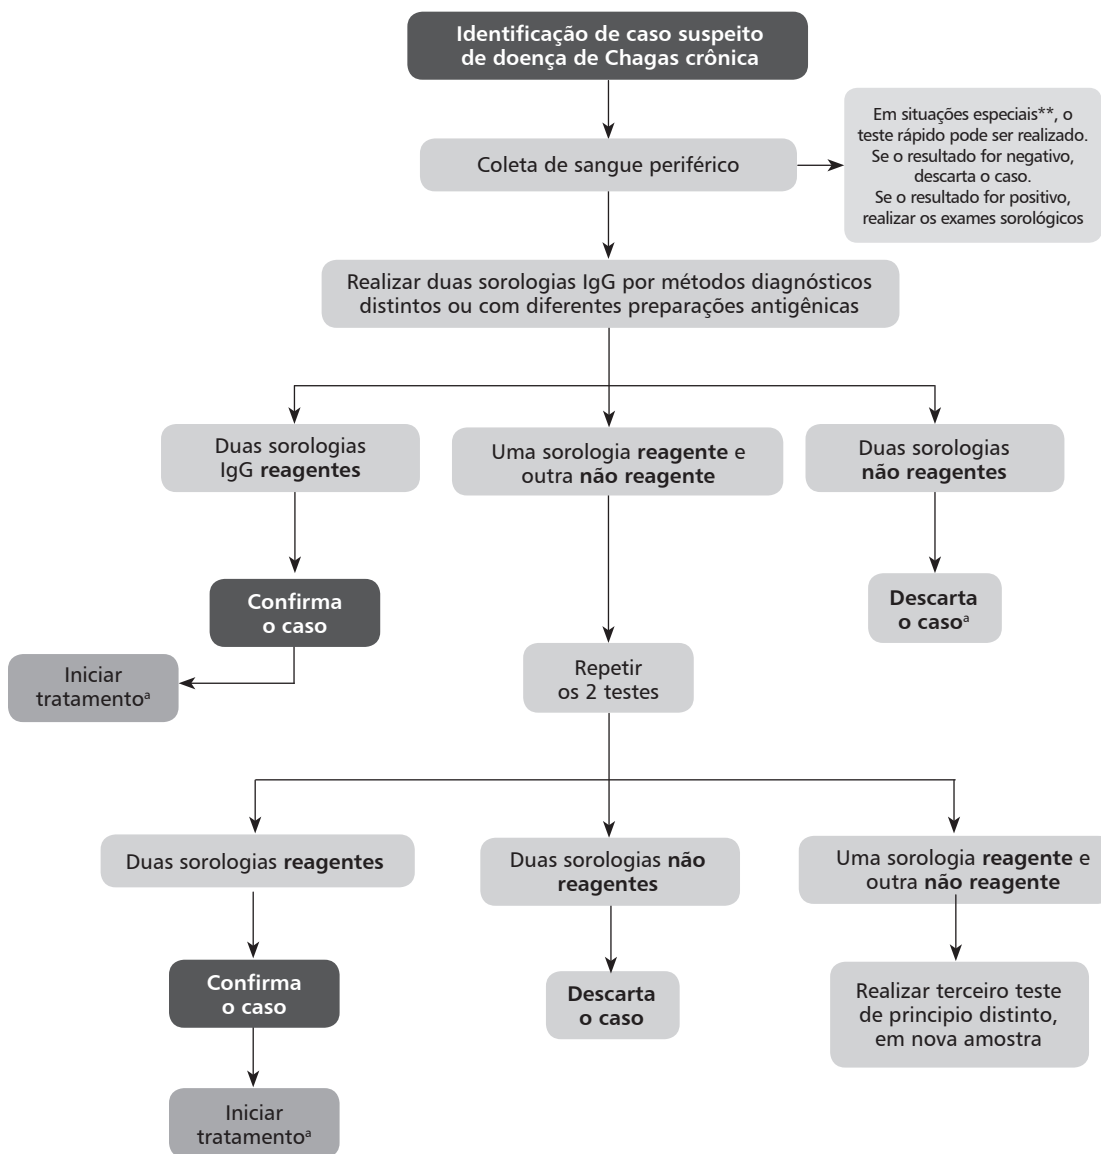 Identificação de caso suspeito
de doença de Chagas crônica
Em situações especiais**, o
teste rápido pode ser realizado.
Se o resultado for negativo,
descarta o caso.
Se o resultado for positivo,
realizar os exames sorológicos
Coleta de sangue periférico
Realizar duas sorologias IgG por métodos diagnósticos
distintos ou com diferentes preparações antigênicas
Duas sorologias
IgG reagentes
Uma sorologia reagente e
outra não reagente
Duas sorologias
não reagentes
Confirma
o caso
Descarta
o casoᵃ
Iniciar
tratamentoᵃ
Repetir
os 2 testes
Duas sorologias reagentes
Duas sorologias não
reagentes
Uma sorologia reagente e
outra não reagente
Confirma
o caso
Descarta
o caso
Realizar terceiro teste
de principio distinto,
em nova amostra
Iniciar
tratamentoᵃ